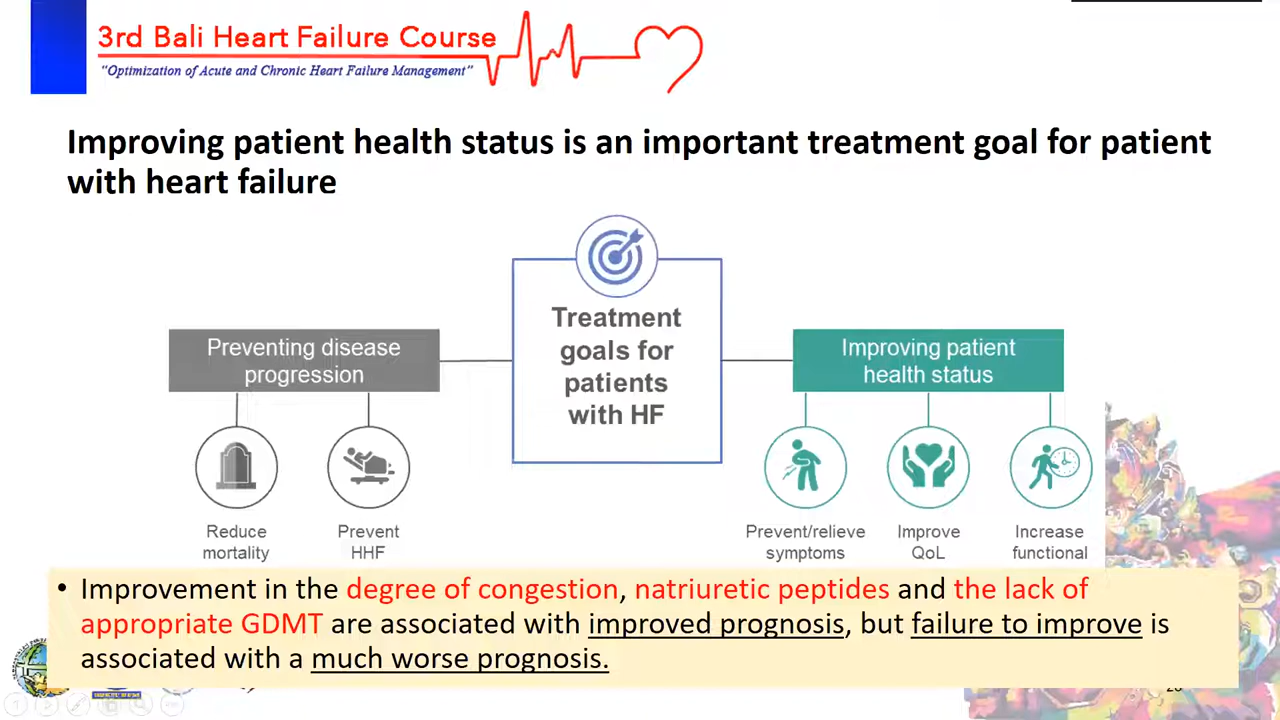 3rd Bali Heart Failure Course
“Optimization of Acute and Chronic Heart Failure Management”
Improving patient health status is an important treatment goal for patient
with heart failure
Treatment
goals for
patients
with HF
Preventing disease
progression
Improving patient
health status
Reduce
mortality
Prevent
HHF
Prevent/relieve
symptoms
Improve
QoL
Increase
functional
• Improvement in the degree of congestion, natriuretic peptides and the lack of
appropriate GDMT are associated with improved prognosis, but failure to improve is
associated with a much worse prognosis.